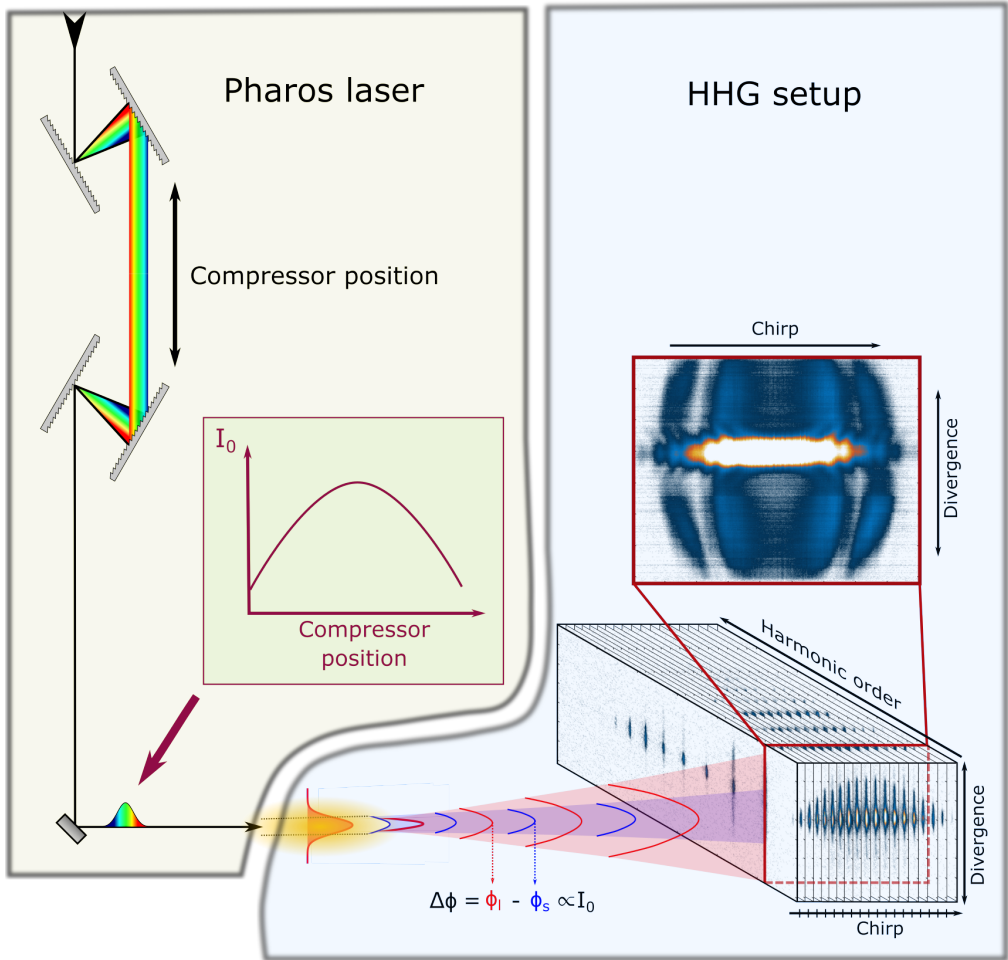 Pharos laser
HHG setup
Compressor position
Chirp
Divergence
I₀
Compressor
position
Harmonic order
Divergence
Δϕ = ϕₗ - ϕₛ ∝I₀
Chirp